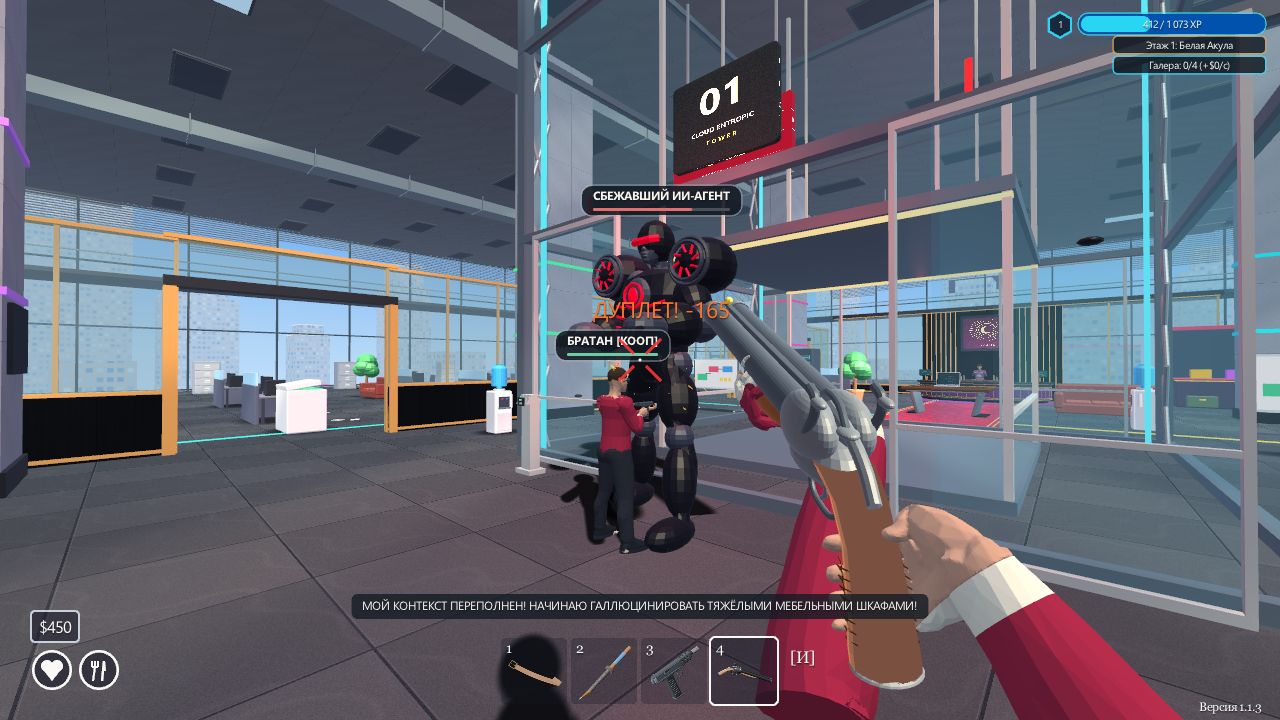 1
412 / 1 073 XP
Этаж 1: Белая Акула
Галера: 0/4 (+$0/c)
01
CLOUD ENTROPIC
TOWER
СБЕЖАВШИЙ ИИ-АГЕНТ
ДУПЛЕТ! -165
БРАТАН [КООП]
МОЙ КОНТЕКСТ ПЕРЕПОЛНЕН! НАЧИНАЮ ГАЛЛЮЦИНИРОВАТЬ ТЯЖЁЛЫМИ МЕБЕЛЬНЫМИ ШКАФАМИ!
$450
1
2
3
4
[И]
Версия 1.1.3